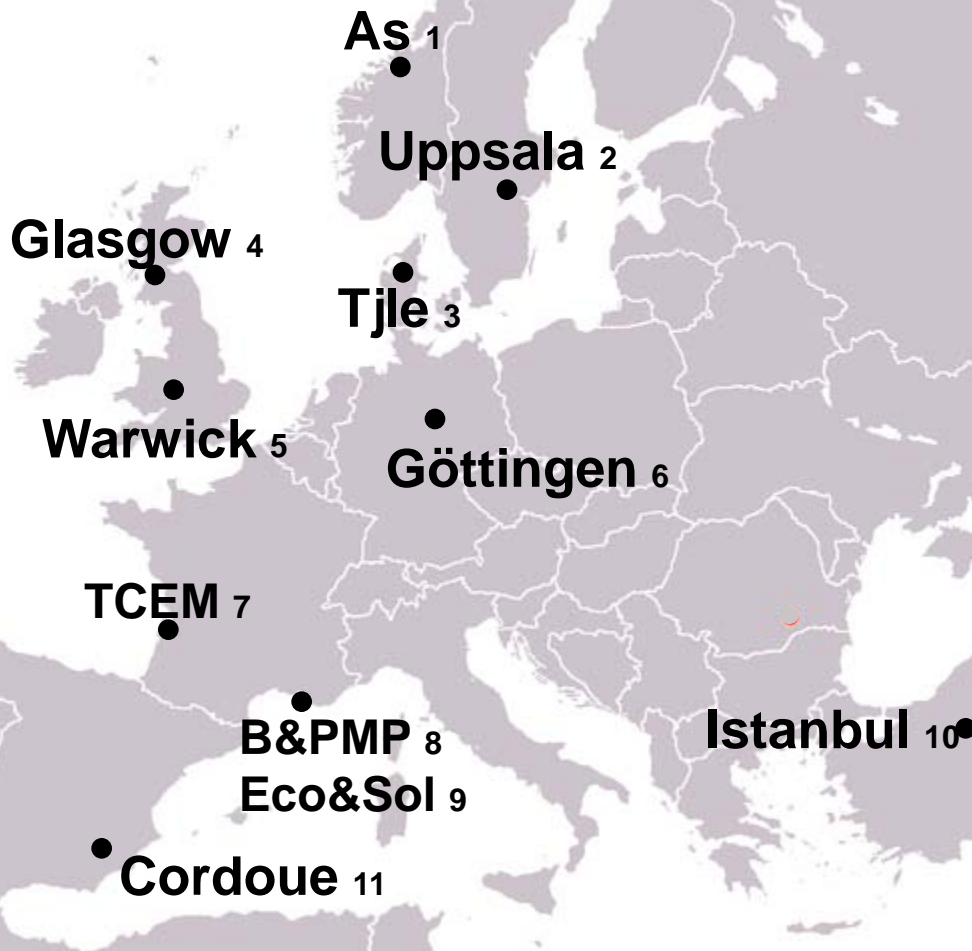 As 1
Uppsala 2
Glasgow 4
Tjle 3
Warwick 5
Göttingen 6
TCEM 7
B&PMP 8
Istanbul 10
Eco&Sol 9
Cordoue 11